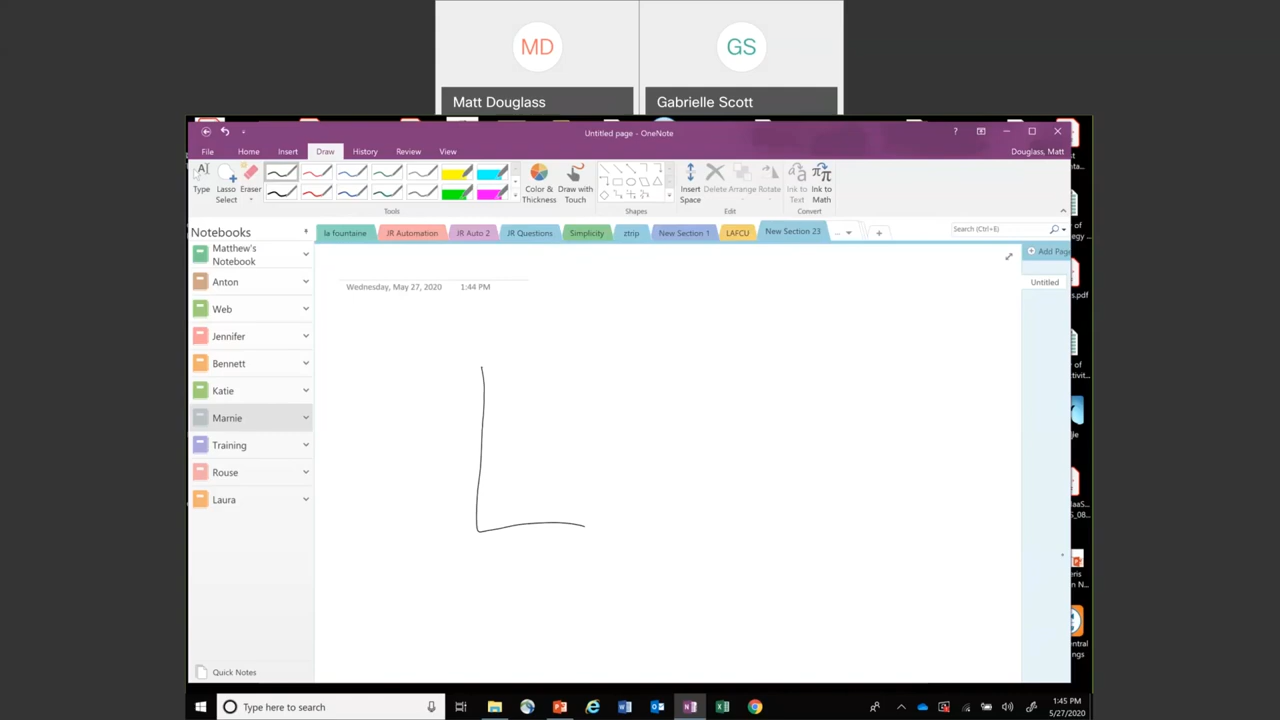 MD
GS
Matt Douglass
Gabrielle Scott
Untitled page - OneNote
?
Douglass, Matt
File
Home
Insert
Draw
History
Review
View
Type
Lasso
Select
Eraser
Color &
Thickness
Draw with
Touch
Insert
Space
Delete
Arrange
Rotate
Ink to
Text
Ink to
Math
Tools
Shapes
Edit
Convert
Notebooks
la fountaine
JR Automation
JR Auto 2
JR Questions
Simplicity
ztrip
New Section 1
LAFCU
New Section 23
...
+
Search (Ctrl+E)
Matthew's
Notebook
Anton
Web
Jennifer
Bennett
Katie
Marnie
Training
Rouse
Laura
Quick Notes
Wednesday, May 27, 2020
1:44 PM
L
Add Page
Untitled
Type here to search
1:45 PM
5/27/2020